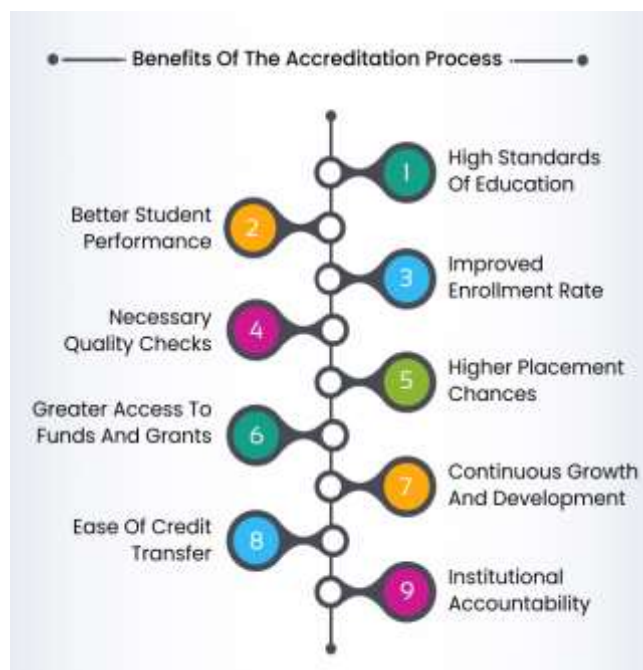 Benefits Of The Accreditation Process
1
High Standards
Of Education
2
Better Student
Performance
3
Improved
Enrollment Rate
4
Necessary
Quality Checks
5
Higher Placement
Chances
6
Greater Access To
Funds And Grants
7
Continuous Growth
And Development
8
Ease Of Credit
Transfer
9
Institutional
Accountability